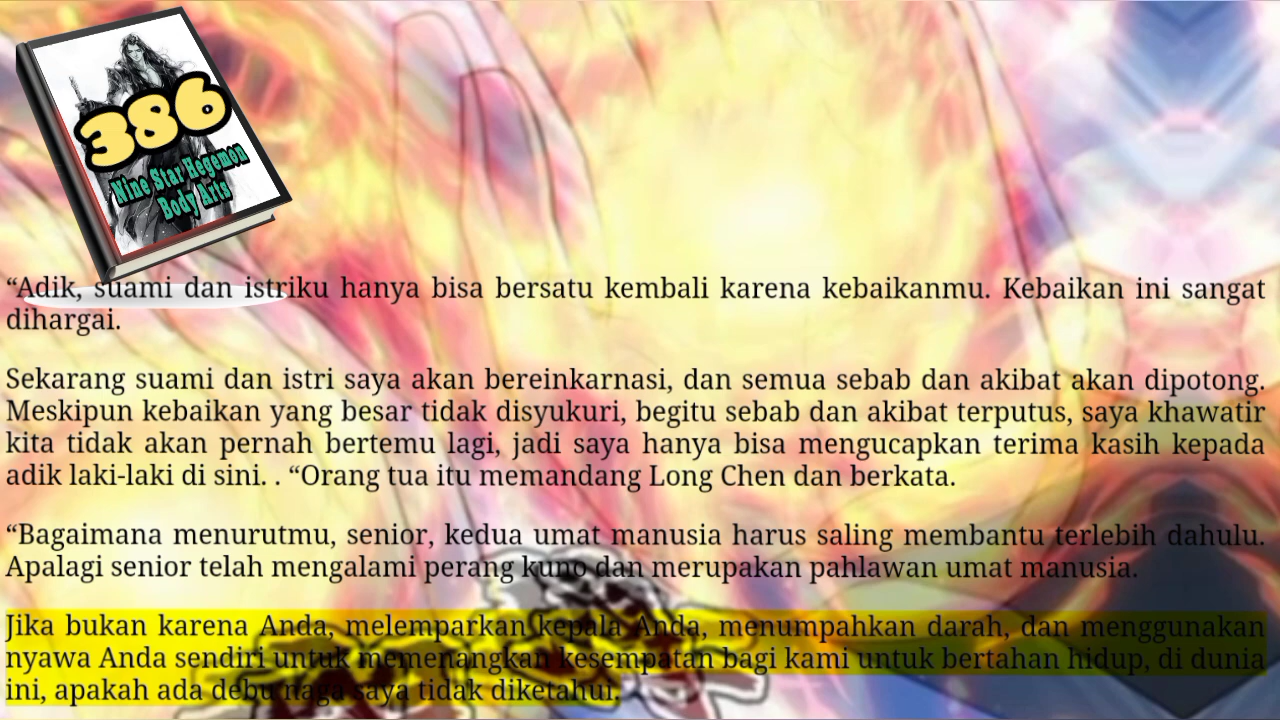 386
Nine Star Hegemon
Body Arts
“Adik, suami dan istriku hanya bisa bersatu kembali karena kebaikanmu. Kebaikan ini sangat
dihargai.
Sekarang suami dan istri saya akan bereinkarnasi, dan semua sebab dan akibat akan dipotong.
Meskipun kebaikan yang besar tidak disyukuri, begitu sebab dan akibat terputus, saya khawatir
kita tidak akan pernah bertemu lagi, jadi saya hanya bisa mengucapkan terima kasih kepada
adik laki-laki di sini. . “Orang tua itu memandang Long Chen dan berkata.
“Bagaimana menurutmu, senior, kedua umat manusia harus saling membantu terlebih dahulu.
Apalagi senior telah mengalami perang kuno dan merupakan pahlawan umat manusia.
Jika bukan karena Anda, melemparkan kepala Anda, menumpahkan darah, dan menggunakan
nyawa Anda sendiri untuk memenangkan kesempatan bagi kami untuk bertahan hidup, di dunia
ini, apakah ada debu naga saya tidak diketahui.